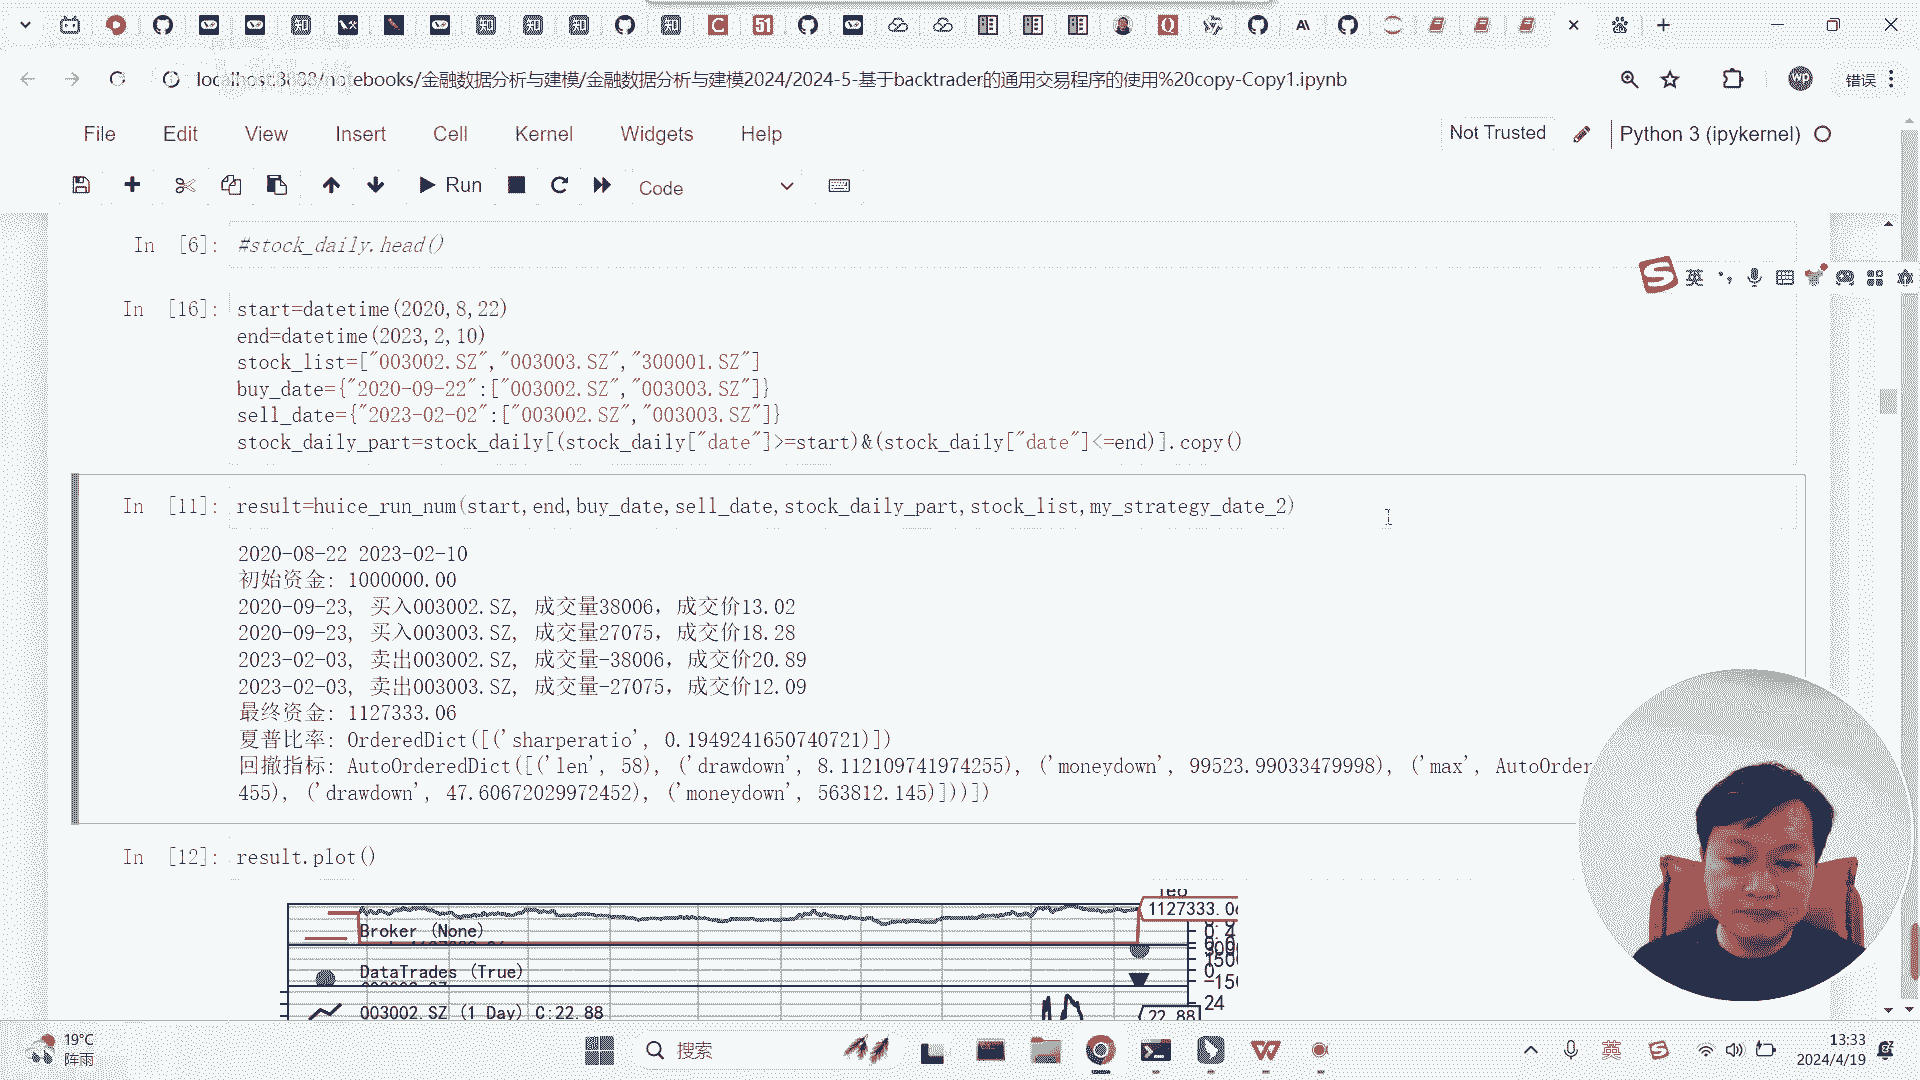 localhost:8888/notebooks/金融数据分析与建模/金融数据分析与建模2024/2024-5-基于backtrader的通用交易程序的使用%20copy-Copy1.ipynb
错误
File Edit View Insert Cell Kernel Widgets Help
Not Trusted
Python 3 (ipykernel)
Run
Code
In [6]: #stock_daily.head()
英
In [16]: start=datetime(2020,8,22)
end=datetime(2023,2,10)
stock_list=["003002.SZ","003003.SZ","300001.SZ"]
buy_date={"2020-09-22":["003002.SZ","003003.SZ"]}
sell_date={"2023-02-02":["003002.SZ","003003.SZ"]}
stock_daily_part=stock_daily[(stock_daily["date"]>=start)&(stock_daily["date"]<=end)].copy()
In [11]: result=huice_run_num(start,end,buy_date,sell_date,stock_daily_part,stock_list,my_strategy_date_2)
2020-08-22 2023-02-10
初始资金: 1000000.00
2020-09-23, 买入003002.SZ, 成交量38006, 成交价13.02
2020-09-23, 买入003003.SZ, 成交量27075, 成交价18.28
2023-02-03, 卖出003002.SZ, 成交量-38006, 成交价20.89
2023-02-03, 卖出003003.SZ, 成交量-27075, 成交价12.09
最终资金: 1127333.06
夏普比率: OrderedDict([('sharperatio', 0.1949241650740721)])
回撤指标: AutoOrderedDict([('len', 58), ('drawdown', 8.112109741974255), ('moneydown', 99523.99033479998), ('max', AutoOrder
455), ('drawdown', 47.60672029972452), ('moneydown', 563812.145)]))])
In [12]: result.plot()
1127333.06
Broker (None)
DataTrades (True)
003002.SZ (1 Day) C:22.88
22.88
24
19°C
阵雨
搜索
英
13:33
2024/4/19